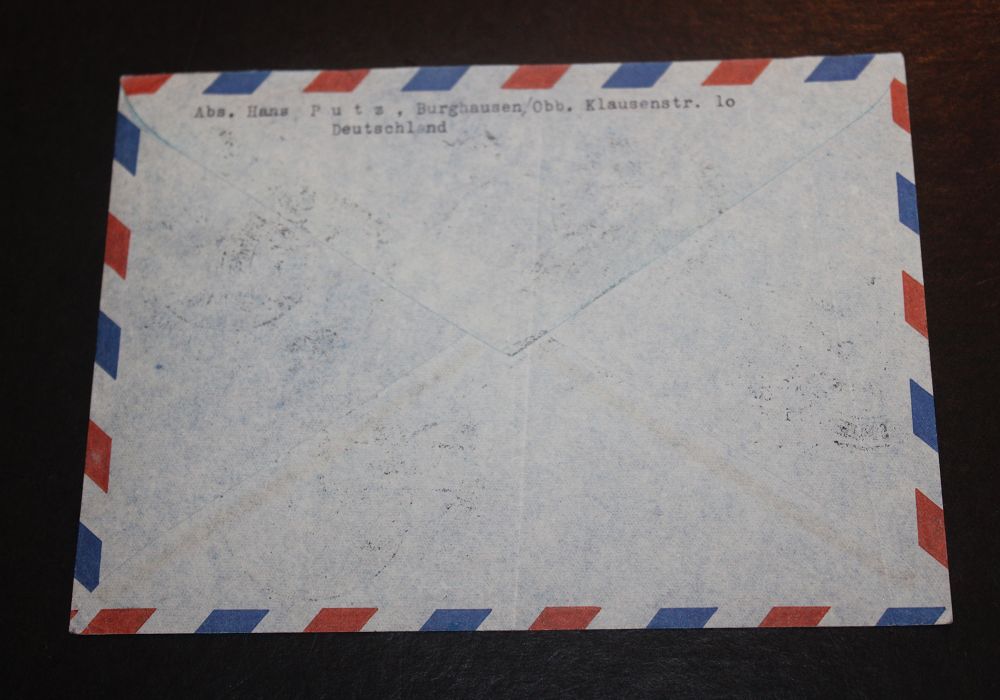 Abs. Hans P u t z , Burghausen/Obb. Klausenstr. lo
Deutschland